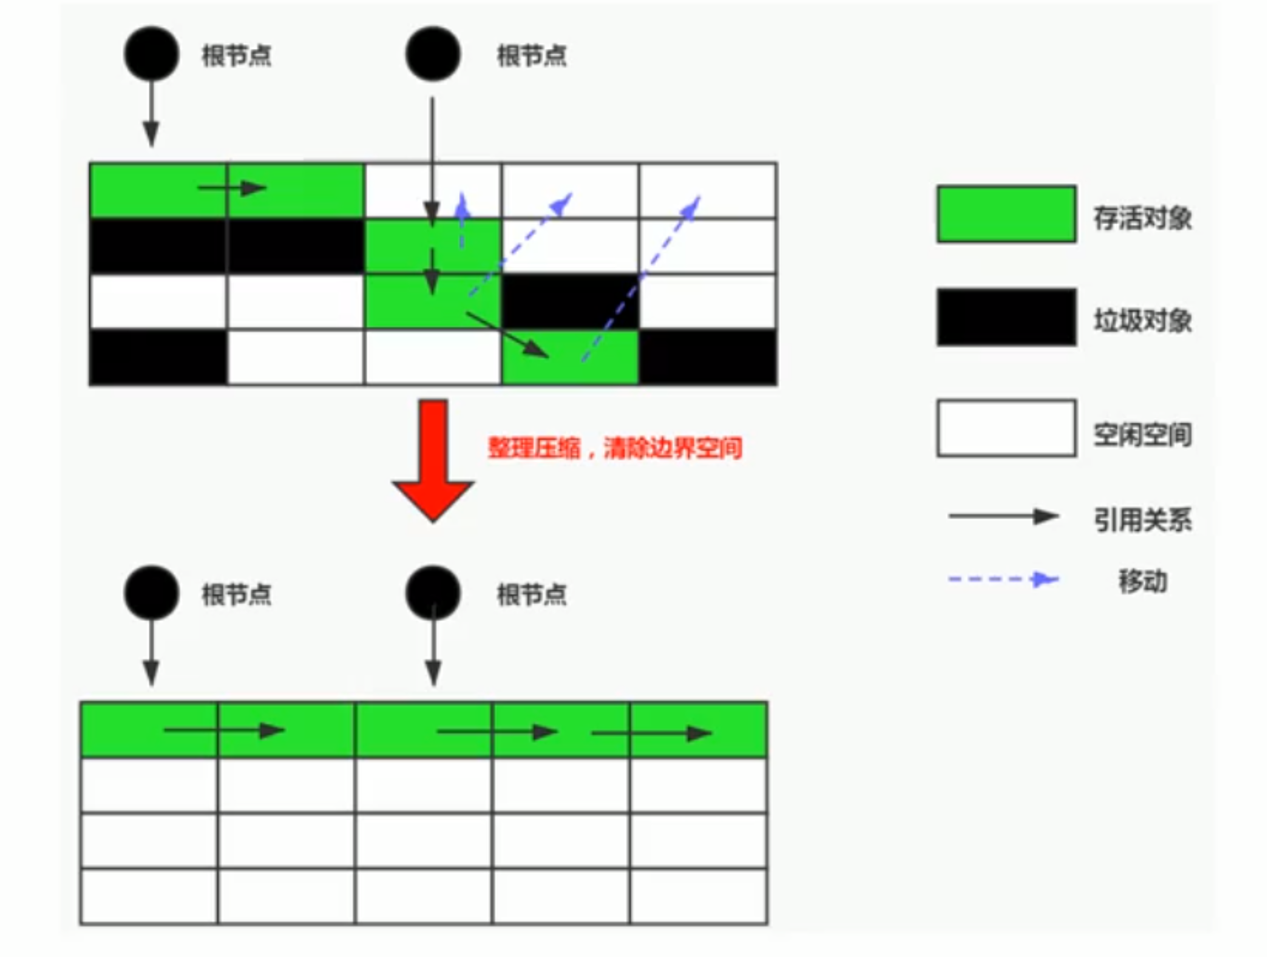 根节点
根节点
存活对象
垃圾对象
整理压缩，清除边界空间
空闲空间
引用关系
移动
根节点
根节点